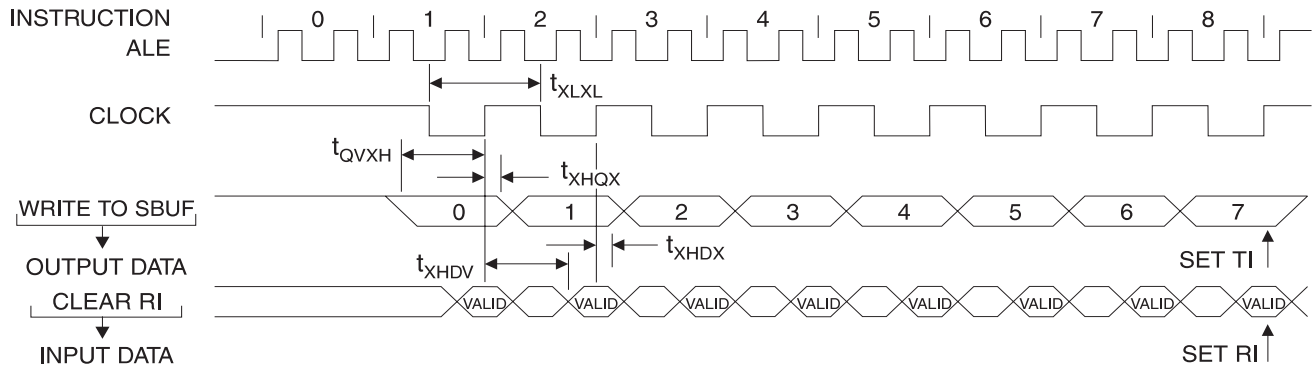 INSTRUCTION 0 1 2 3 4 5 6 7 8
ALE
tXLXL
CLOCK
tQVXH
tXHQX
WRITE TO SBUF 0 1 2 3 4 5 6 7
tXHDX
tXHDV
OUTPUT DATA SET TI
CLEAR RI VALID VALID VALID VALID VALID VALID VALID VALID
INPUT DATA SET RI